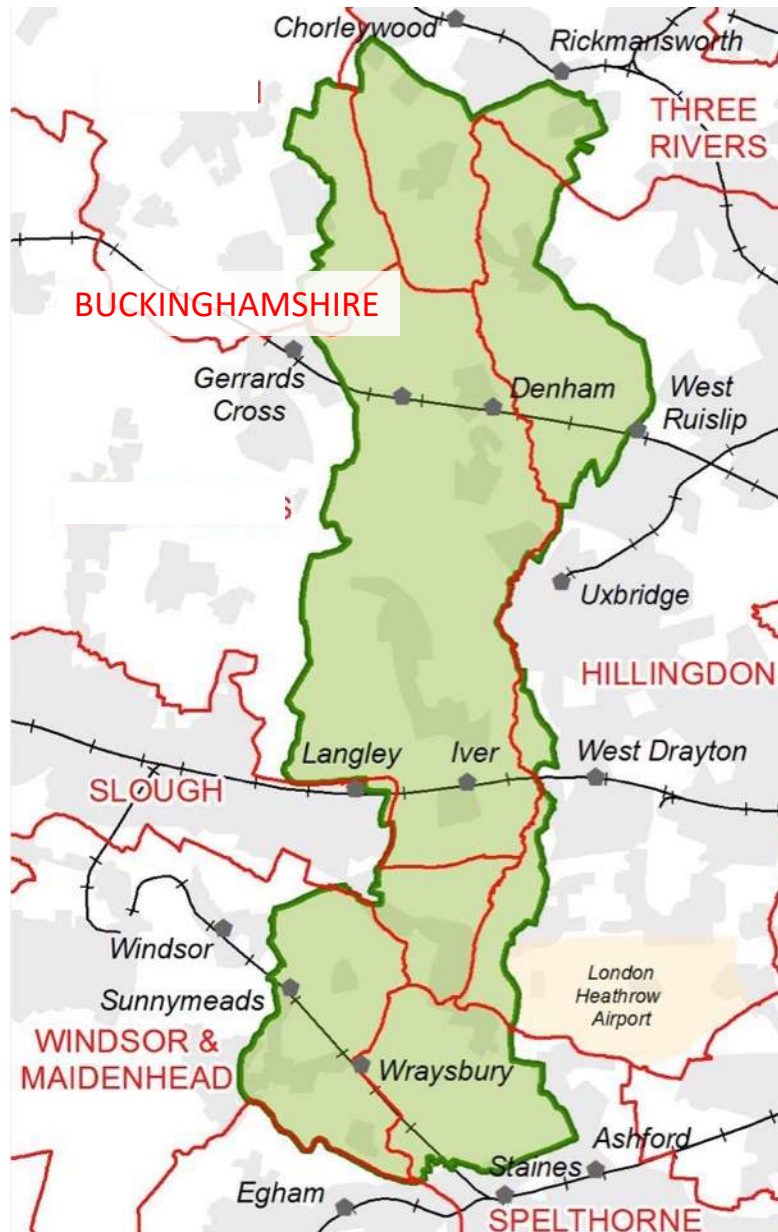 Chorleywood
Rickmansworth
THREE
RIVERS
BUCKINGHAMSHIRE
Gerrards
Cross
Denham
West
Ruislip
S
Uxbridge
HILLINGDON
Langley
Iver
West Drayton
SLOUGH
Windsor
Sunnymeads
London
Heathrow
Airport
WINDSOR &
MAIDENHEAD
Wraysbury
Ashford
Staines
Egham
SPELTHORNE